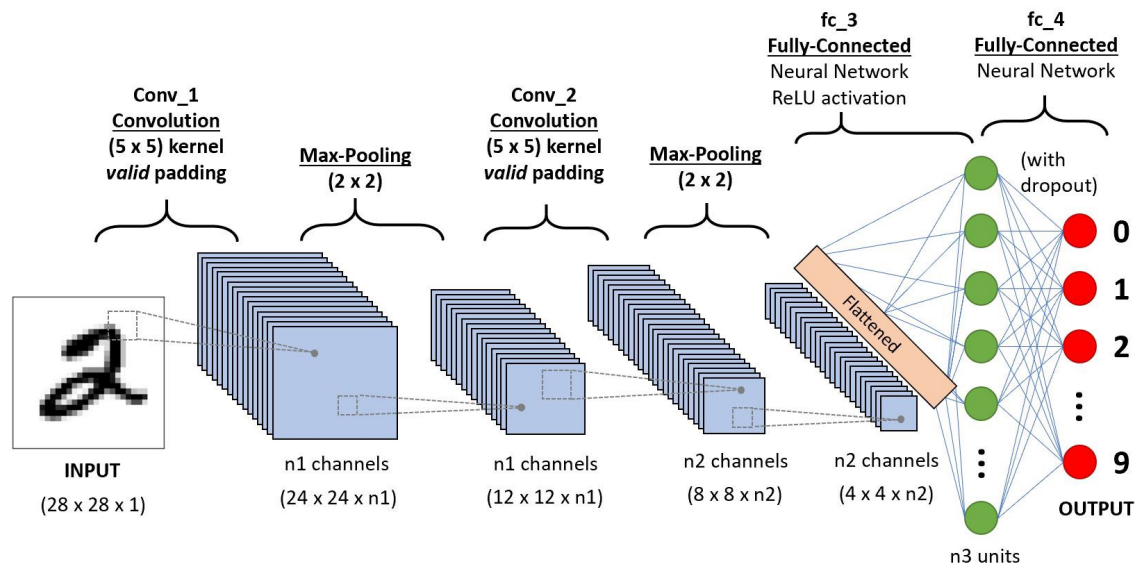 Conv_1
Convolution
(5 x 5) kernel
valid padding
Max-Pooling
(2 x 2)
Conv_2
Convolution
(5 x 5) kernel
valid padding
Max-Pooling
(2 x 2)
fc_3
Fully-Connected
Neural Network
ReLU activation
fc_4
Fully-Connected
Neural Network
(with
dropout)
2
INPUT
(28 x 28 x 1)
n1 channels
(24 x 24 x n1)
n1 channels
(12 x 12 x n1)
n2 channels
(8 x 8 x n2)
n2 channels
(4 x 4 x n2)
Flattened
n3 units
0
1
2
9
OUTPUT